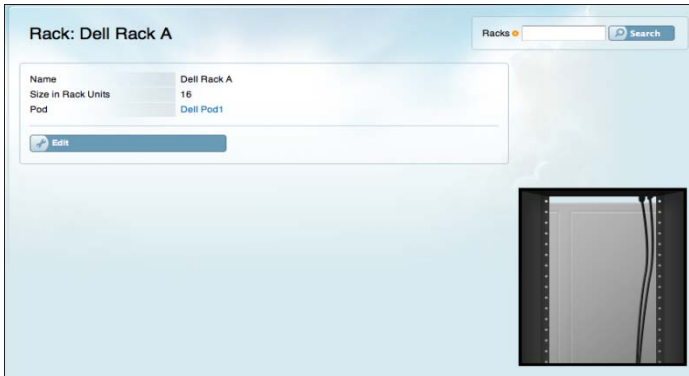 Rack: Dell Rack A
Racks
Search
Name Dell Rack A
Size in Rack Units 16
Pod Dell Pod1
Edit